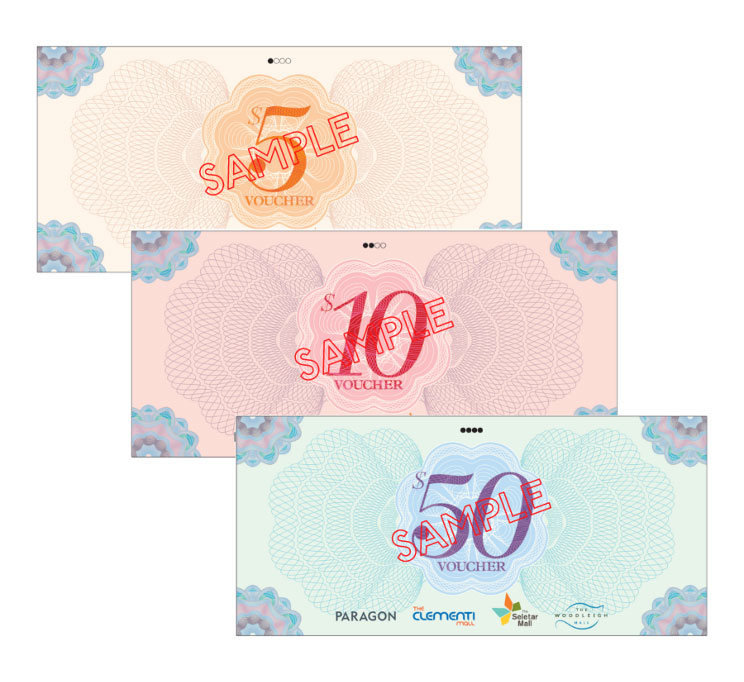 $5
SAMPLE
VOUCHER
$10
SAMPLE
VOUCHER
$50
SAMPLE
VOUCHER
PARAGON
THE
CLEMENTI
MALL
The
Seletar
Mall
THE
WOODLEIGH
MALL